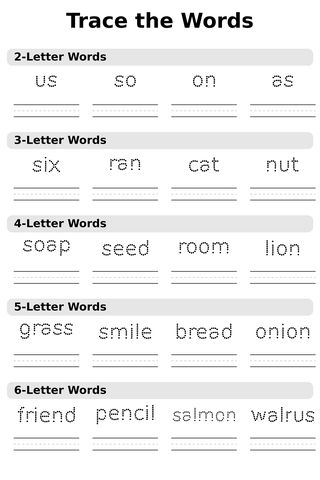 Trace the Words
2-Letter Words
us so on as
3-Letter Words
six ran cat nut
4-Letter Words
soap seed room lion
5-Letter Words
grass smile bread onion
6-Letter Words
friend pencil salmon walrus